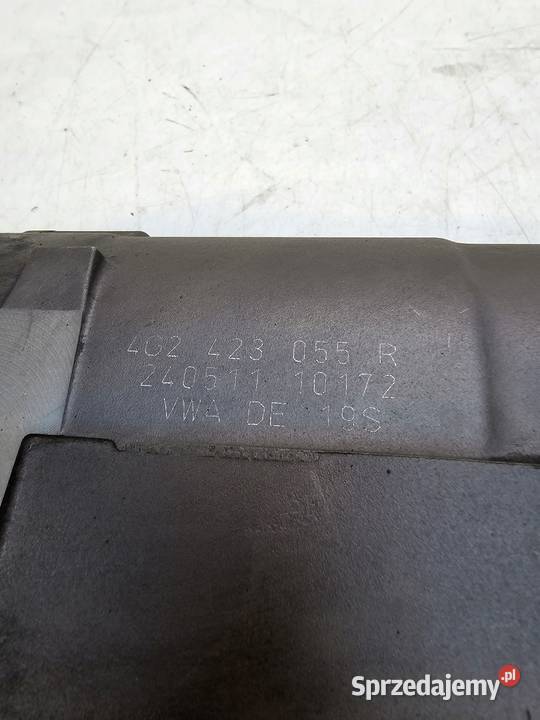 4G2 423 055 R
240511 10172
VWA DE 19S
Sprzedajemy.pl